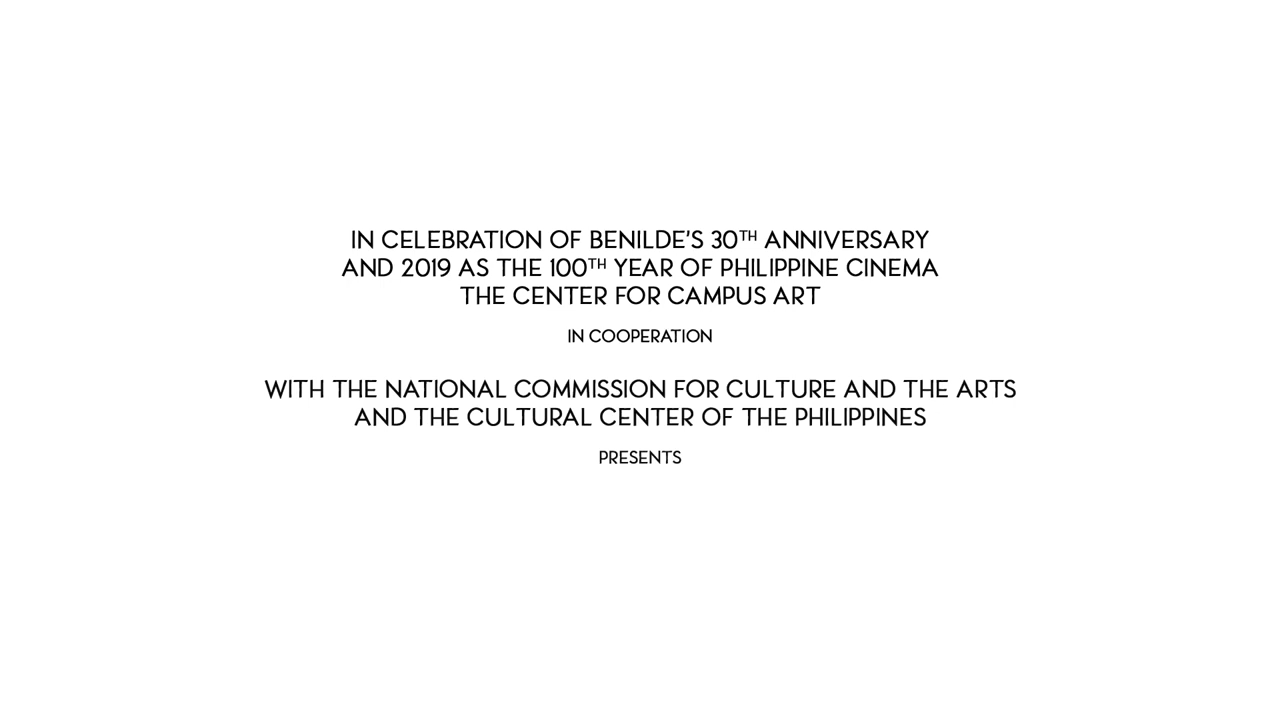 IN CELEBRATION OF BENILDE'S 30TH ANNIVERSARY
AND 2019 AS THE 100TH YEAR OF PHILIPPINE CINEMA
THE CENTER FOR CAMPUS ART
IN COOPERATION
WITH THE NATIONAL COMMISSION FOR CULTURE AND THE ARTS
AND THE CULTURAL CENTER OF THE PHILIPPINES
PRESENTS